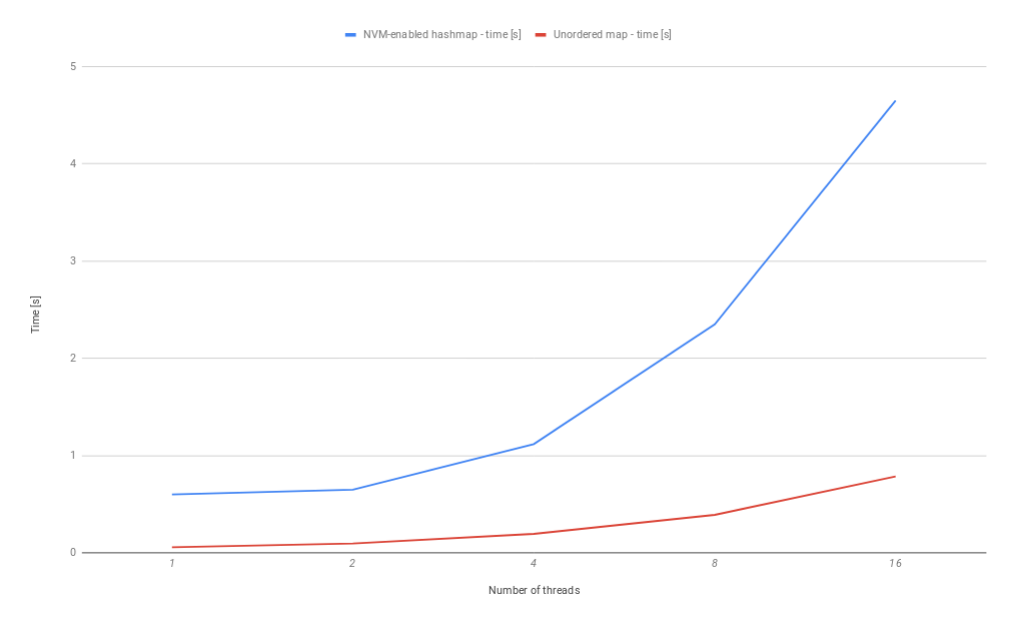 NVM-enabled hashmap - time [s] Unordered map - time [s]
5
4
3
2
1
0
Time [s]
1 2 4 8 16
Number of threads